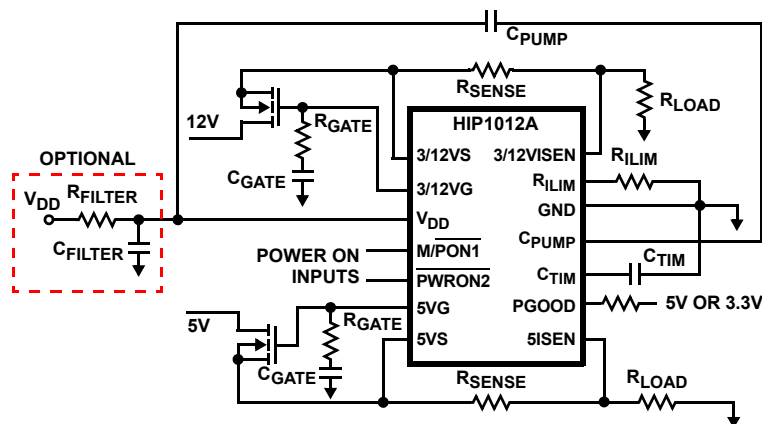 CPUMP
RSENSE
RLOAD
12V
RGATE
HIP1012A
OPTIONAL
3/12VS
3/12VISEN
RILIM
CGATE
VDD
RFILTER
3/12VG
RILIM
GND
VDD
CFILTER
M/PON1
CPUMP
POWER ON
INPUTS
PWRON2
CTIM
CTIM
5VG
PGOOD
5V OR 3.3V
5V
RGATE
5VS
5ISEN
CGATE
RSENSE
RLOAD